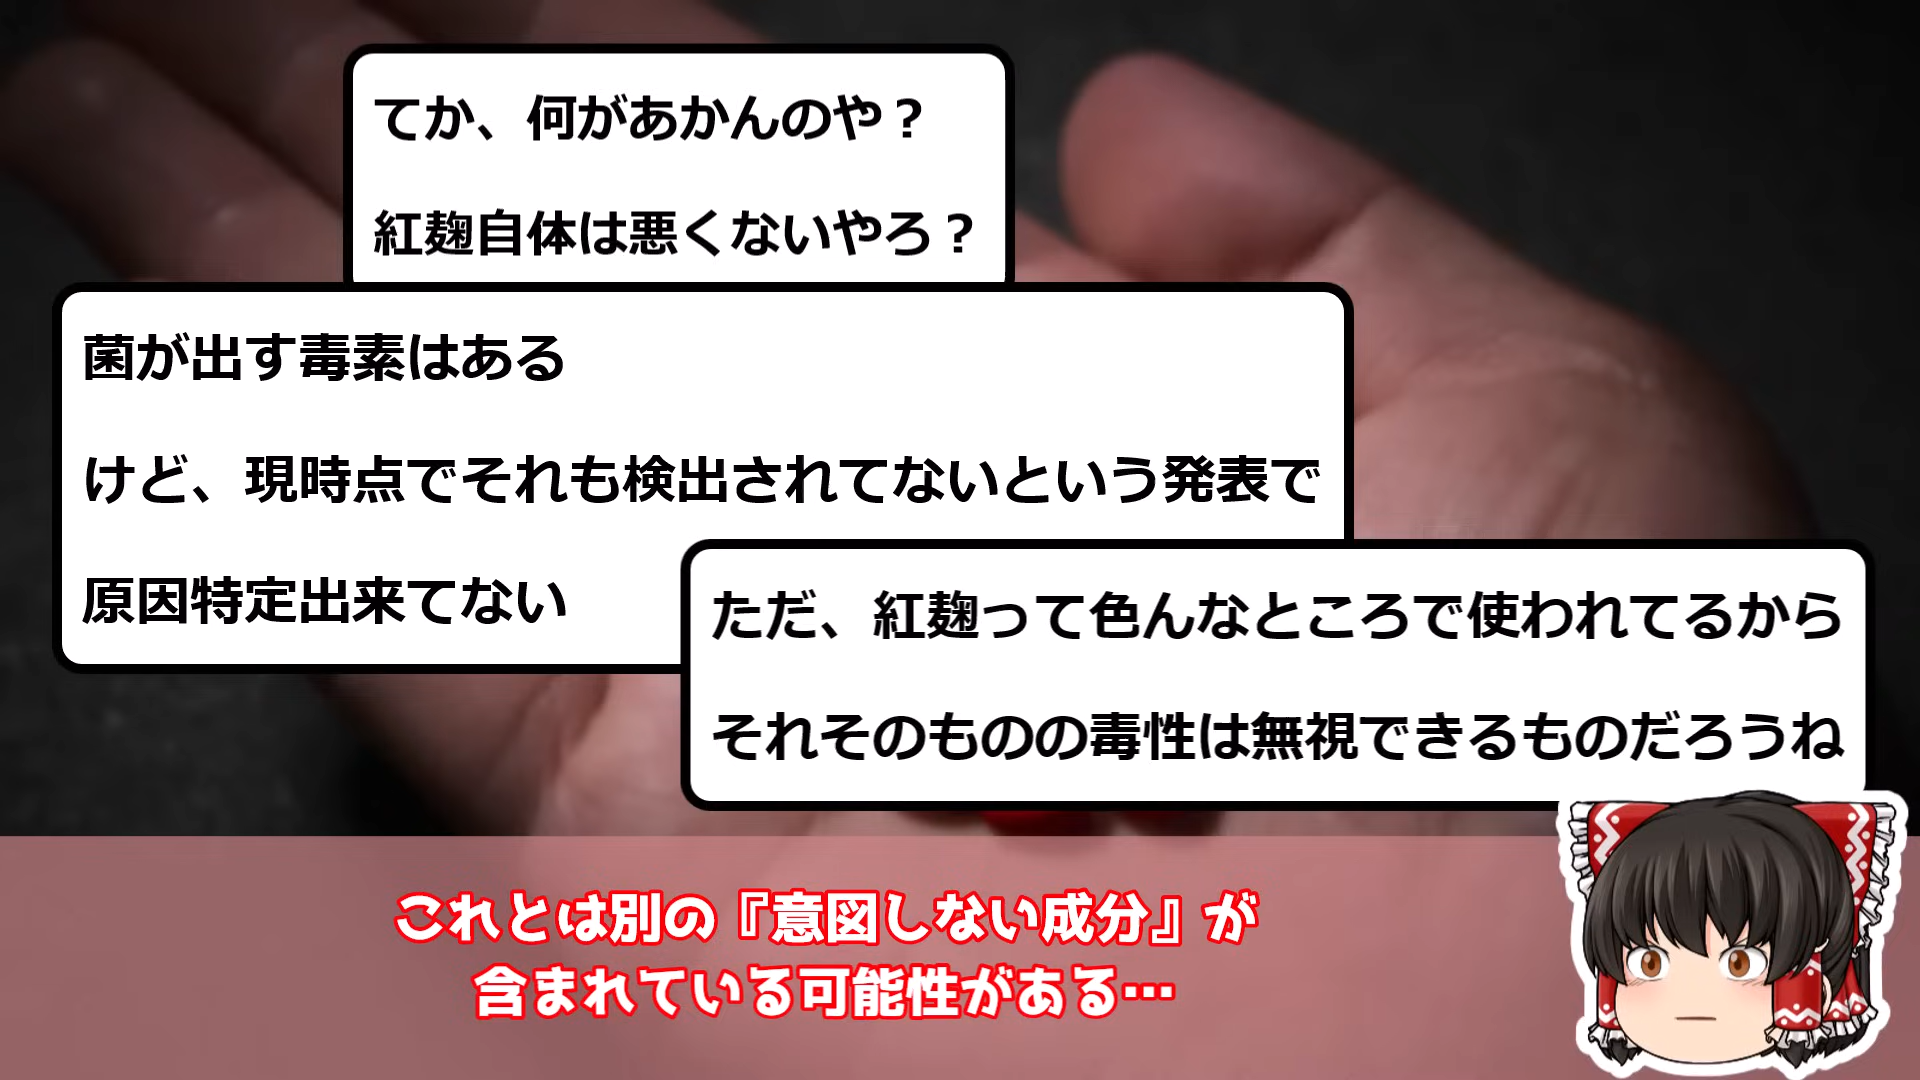 てか、何があかんのや？
紅麹自体は悪くないやろ？
菌が出す毒素はある
けど、現時点でそれも検出されてないという発表で
原因特定出来てない
ただ、紅麹って色んなところで使われてるから
それそのものの毒性は無視できるものだろうね
これとは別の『意図しない成分』が
含まれている可能性がある…